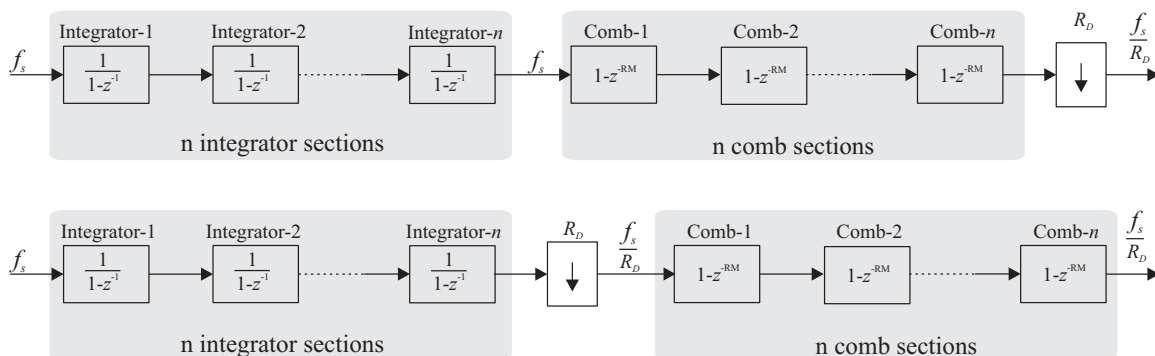 Integrator-1 Integrator-2 Integrator-n Comb-1 Comb-2 Comb-n R_D f_s/R_D
f_s 1/(1-z^-1) 1/(1-z^-1) 1/(1-z^-1) f_s 1-z^-RM 1-z^-RM 1-z^-RM
n integrator sections n comb sections
Integrator-1 Integrator-2 Integrator-n R_D f_s/R_D Comb-1 Comb-2 Comb-n f_s/R_D
f_s 1/(1-z^-1) 1/(1-z^-1) 1/(1-z^-1) 1-z^-RM 1-z^-RM 1-z^-RM
n integrator sections n comb sections